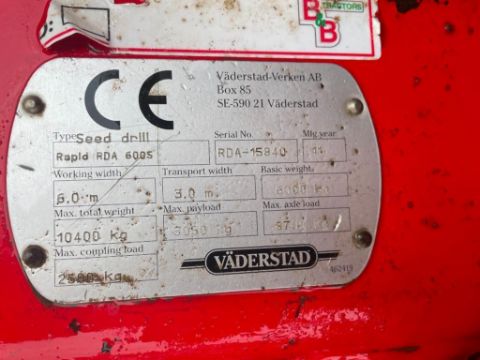 TRACTORS
B&B
CE
Väderstad-Verken AB
Box 85
SE-590 21 Väderstad
Type Seed drill
Rapid RDA 600S
Serial No.
RDA-15840
Mfg year
Working width
6.0 m
Transport width
3.0 m
Basic weight
Max. total weight
10400 kg
Max. payload
Max. axle load
Max. coupling load
kg
VÄDERSTAD